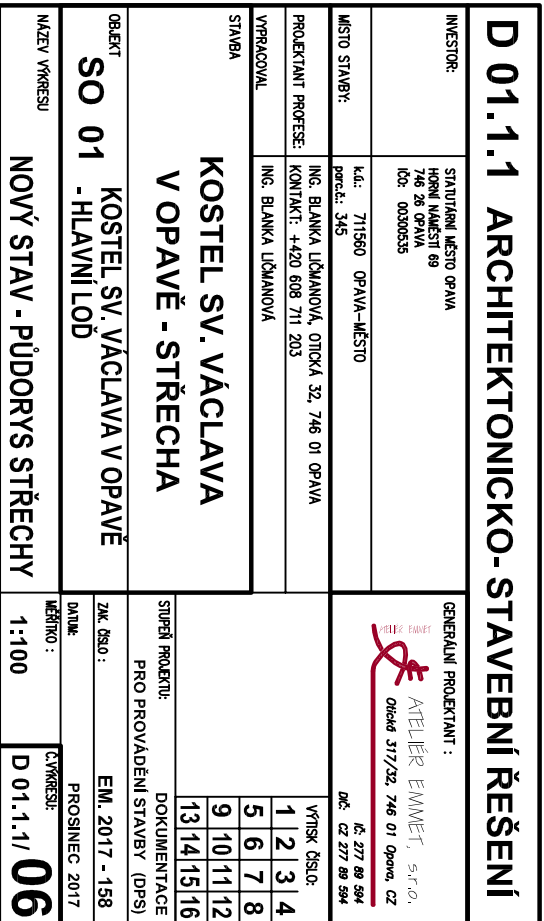 D 01.1.1 ARCHITEKTONICKO- STAVEBNÍ ŘEŠENÍ
INVESTOR:
STATUTÁRNÍ MĚSTO OPAVA
HORNÍ NÁMĚSTÍ 69
746 26 OPAVA
IČO: 00300535
GENERÁLNÍ PROJEKTANT :
ATELIÉR EMMET
ATELIÉR EMMET, s.r.o.
Otická 317/32, 746 01 Opava, CZ
IČ: 277 89 594
DIČ: CZ 277 89 594
MÍSTO STAVBY:
k.ú.: 711560 OPAVA-MĚSTO
parc.č.: 345
PROJEKTANT PROFESE:
ING. BLANKA LIČMANOVÁ, OTICKÁ 32, 746 01 OPAVA
KONTAKT: +420 608 711 203
VYPRACOVAL
ING. BLANKA LIČMANOVÁ
VÝTISK ČÍSLO:
1 2 3 4
5 6 7 8
9 10 11 12
13 14 15 16
STAVBA
KOSTEL SV. VÁCLAVA
V OPAVĚ - STŘECHA
STUPEŇ PROJEKTU:
DOKUMENTACE
PRO PROVÁDĚNÍ STAVBY (DPS)
OBJEKT
SO 01 KOSTEL SV. VÁCLAVA V OPAVĚ
- HLAVNÍ LOĎ
ZAK. ČÍSLO :
EM. 2017 - 158
DATUM:
PROSINEC 2017
NÁZEV VÝKRESU
NOVÝ STAV - PŮDORYS STŘECHY
MĚŘÍTKO :
1:100
Č.VÝKRESU:
D 01.1.1/ 06